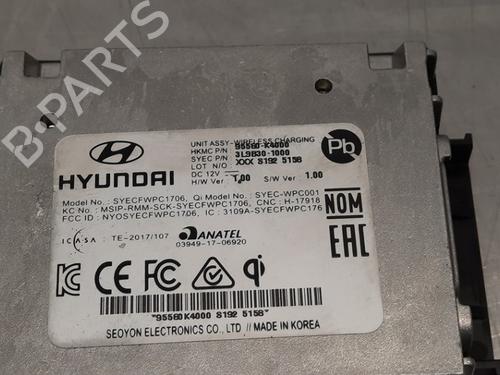 B-PARTS
UNIT ASSY-WIRELESS CHARGING
HKMC P/N 95560-K4000
SYEC P/N 3L9B30-1000
LOT N/O XXX S192 5158
DC 12V
H/W Ver : 1.00 S/W Ver : 1.00
Pb
HYUNDAI
Model No. : SYECFWPC1706, Qi Model No. : SYEC-WPC001
KC No. : MSIP-RMM-SCK-SYECFWPC1706, CNC : H-17918
FCC ID : NYOSYECFWPC1706, IC : 3109A-SYECFWPC176
NOM
ICASA TE-2017/107 ANATEL
03949-17-06920
EAC
KC CE FC qi
"95560K4000 S192 5158"
SEOYON ELECTRONICS CO., LTD // MADE IN KOREA